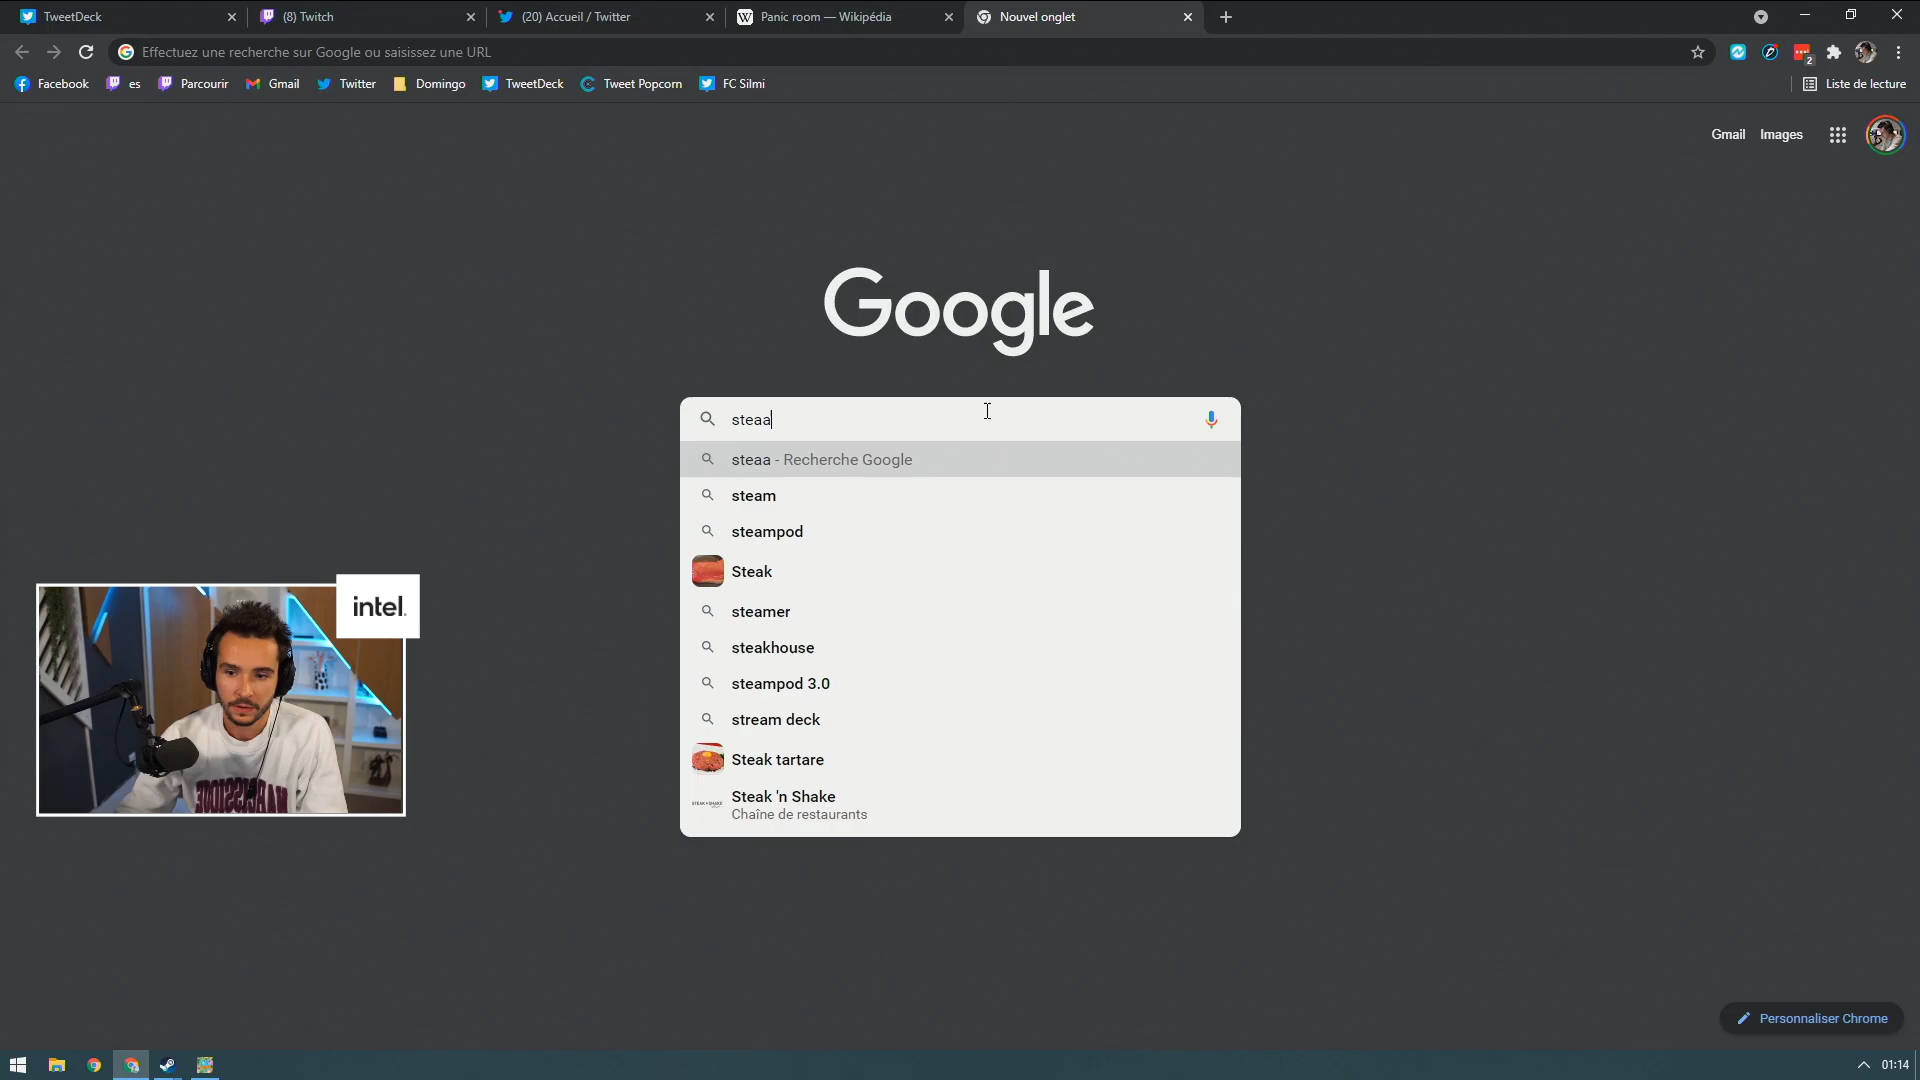 TweetDeck
(8) Twitch
(20) Accueil / Twitter
Panic room — Wikipédia
Nouvel onglet
Effectuez une recherche sur Google ou saisissez une URL
2
Facebook
es
Parcourir
Gmail
Twitter
Domingo
TweetDeck
Tweet Popcorn
FC Silmi
Liste de lecture
Gmail
Images
Google
steaa
steaa - Recherche Google
steam
steampod
Steak
steamer
steakhouse
steampod 3.0
stream deck
Steak tartare
STEAK N SHAKE
Steak 'n Shake
Chaîne de restaurants
intel.
Personnaliser Chrome
01:14